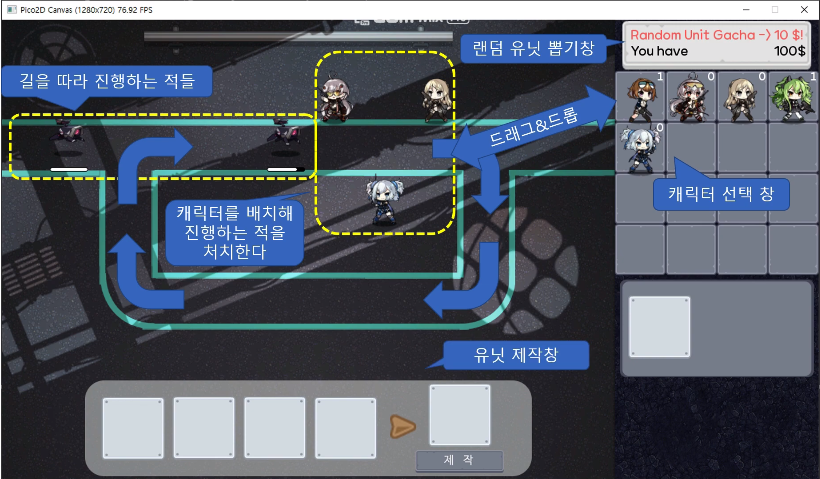 Pico2D Canvas (1280x720) 76.92 FPS
랜덤 유닛 뽑기창
Random Unit Gacha -> 10 $!
You have 100$
길을 따라 진행하는 적들
드래그&드롭
1 0 0 1
0
캐릭터 선택 창
캐릭터를 배치해
진행하는 적을
처치한다
유닛 제작창
제 작